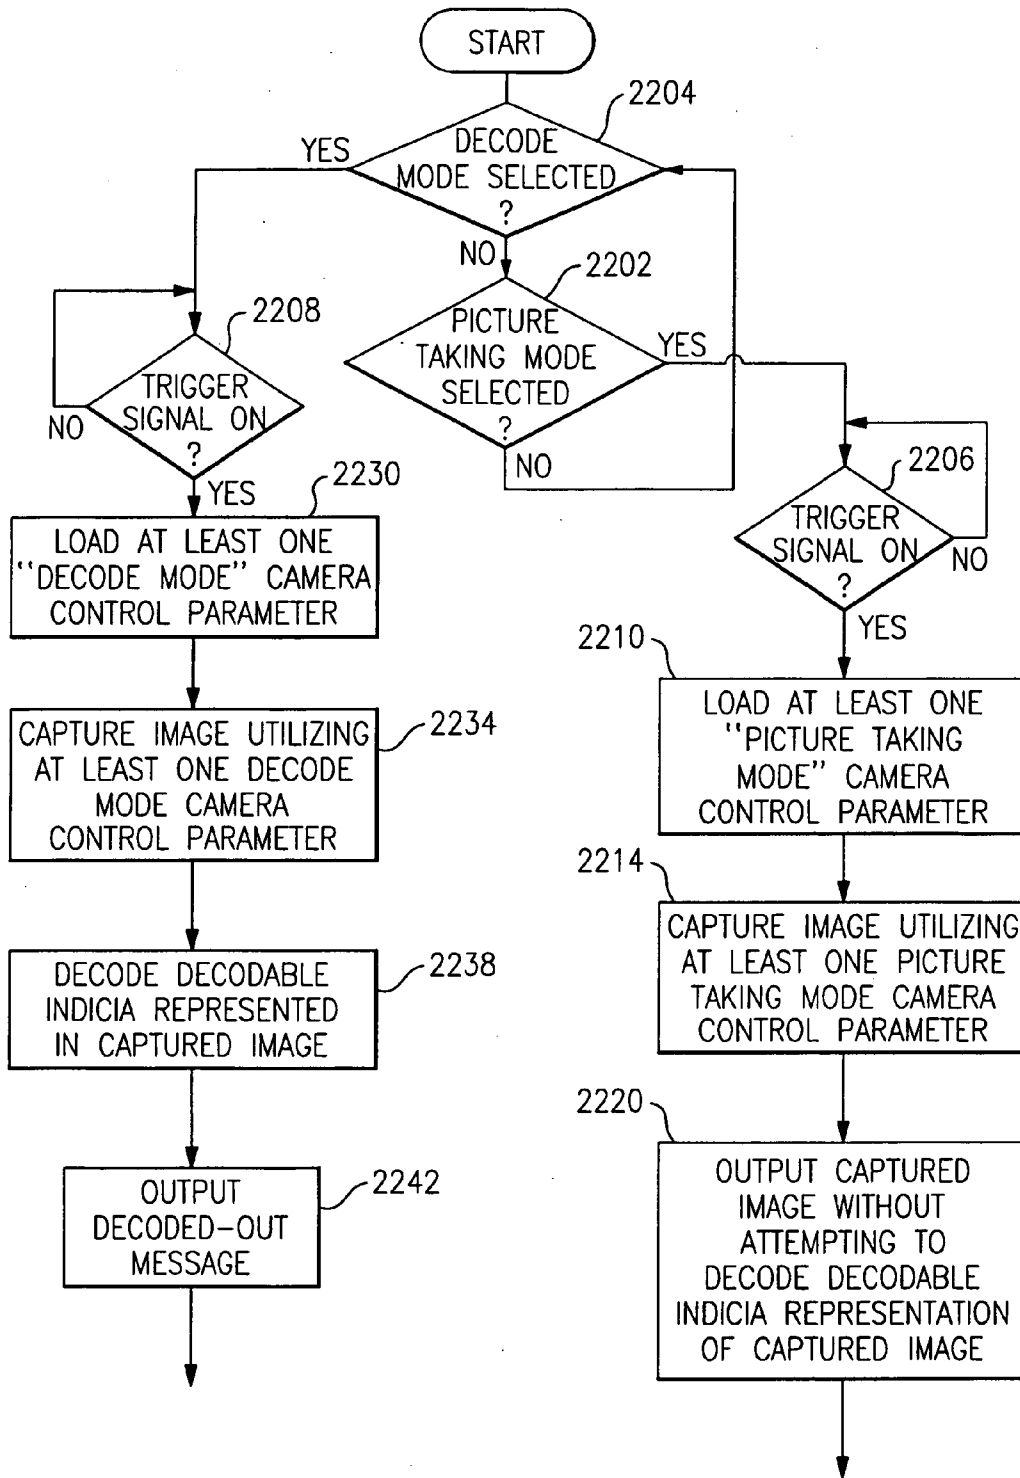 START
2204
DECODE
MODE SELECTED
?
YES
NO
2202
PICTURE
TAKING MODE
SELECTED
?
YES
NO
2208
TRIGGER
SIGNAL ON
?
NO
YES
2206
TRIGGER
SIGNAL ON
?
NO
YES
2230
LOAD AT LEAST ONE
"DECODE MODE" CAMERA
CONTROL PARAMETER
2234
CAPTURE IMAGE UTILIZING
AT LEAST ONE DECODE
MODE CAMERA
CONTROL PARAMETER
2238
DECODE DECODABLE
INDICIA REPRESENTED
IN CAPTURED IMAGE
2242
OUTPUT
DECODED-OUT
MESSAGE
2210
LOAD AT LEAST ONE
"PICTURE TAKING
MODE" CAMERA
CONTROL PARAMETER
2214
CAPTURE IMAGE UTILIZING
AT LEAST ONE PICTURE
TAKING MODE CAMERA
CONTROL PARAMETER
2220
OUTPUT CAPTURED
IMAGE WITHOUT
ATTEMPTING TO
DECODE DECODABLE
INDICIA REPRESENTATION
OF CAPTURED IMAGE